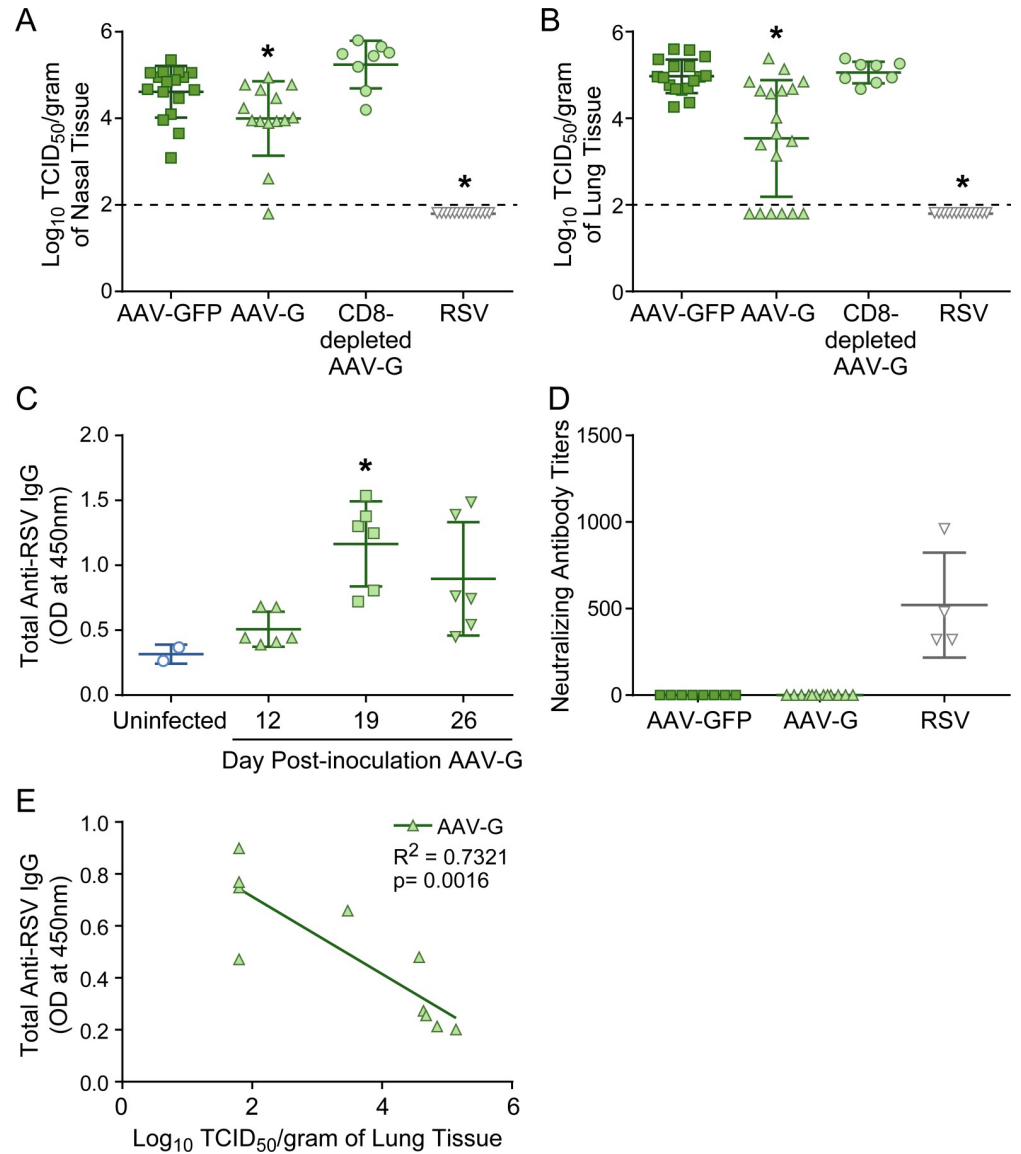 A
Log10 TCID50/gram
of Nasal Tissue
6
4
2
0
*
*
AAV-GFP
AAV-G
CD8-
depleted
AAV-G
RSV
B
Log10 TCID50/gram
of Lung Tissue
6
4
2
0
*
*
AAV-GFP
AAV-G
CD8-
depleted
AAV-G
RSV
C
Total Anti-RSV IgG
(OD at 450nm)
2.0
1.5
1.0
0.5
0.0
*
Uninfected
12
19
26
Day Post-inoculation AAV-G
D
Neutralizing Antibody Titers
1500
1000
500
0
AAV-GFP
AAV-G
RSV
E
Total Anti-RSV IgG
(OD at 450nm)
1.0
0.8
0.6
0.4
0.2
0.0
AAV-G
R2 = 0.7321
p= 0.0016
0
2
4
6
Log10 TCID50/gram of Lung Tissue